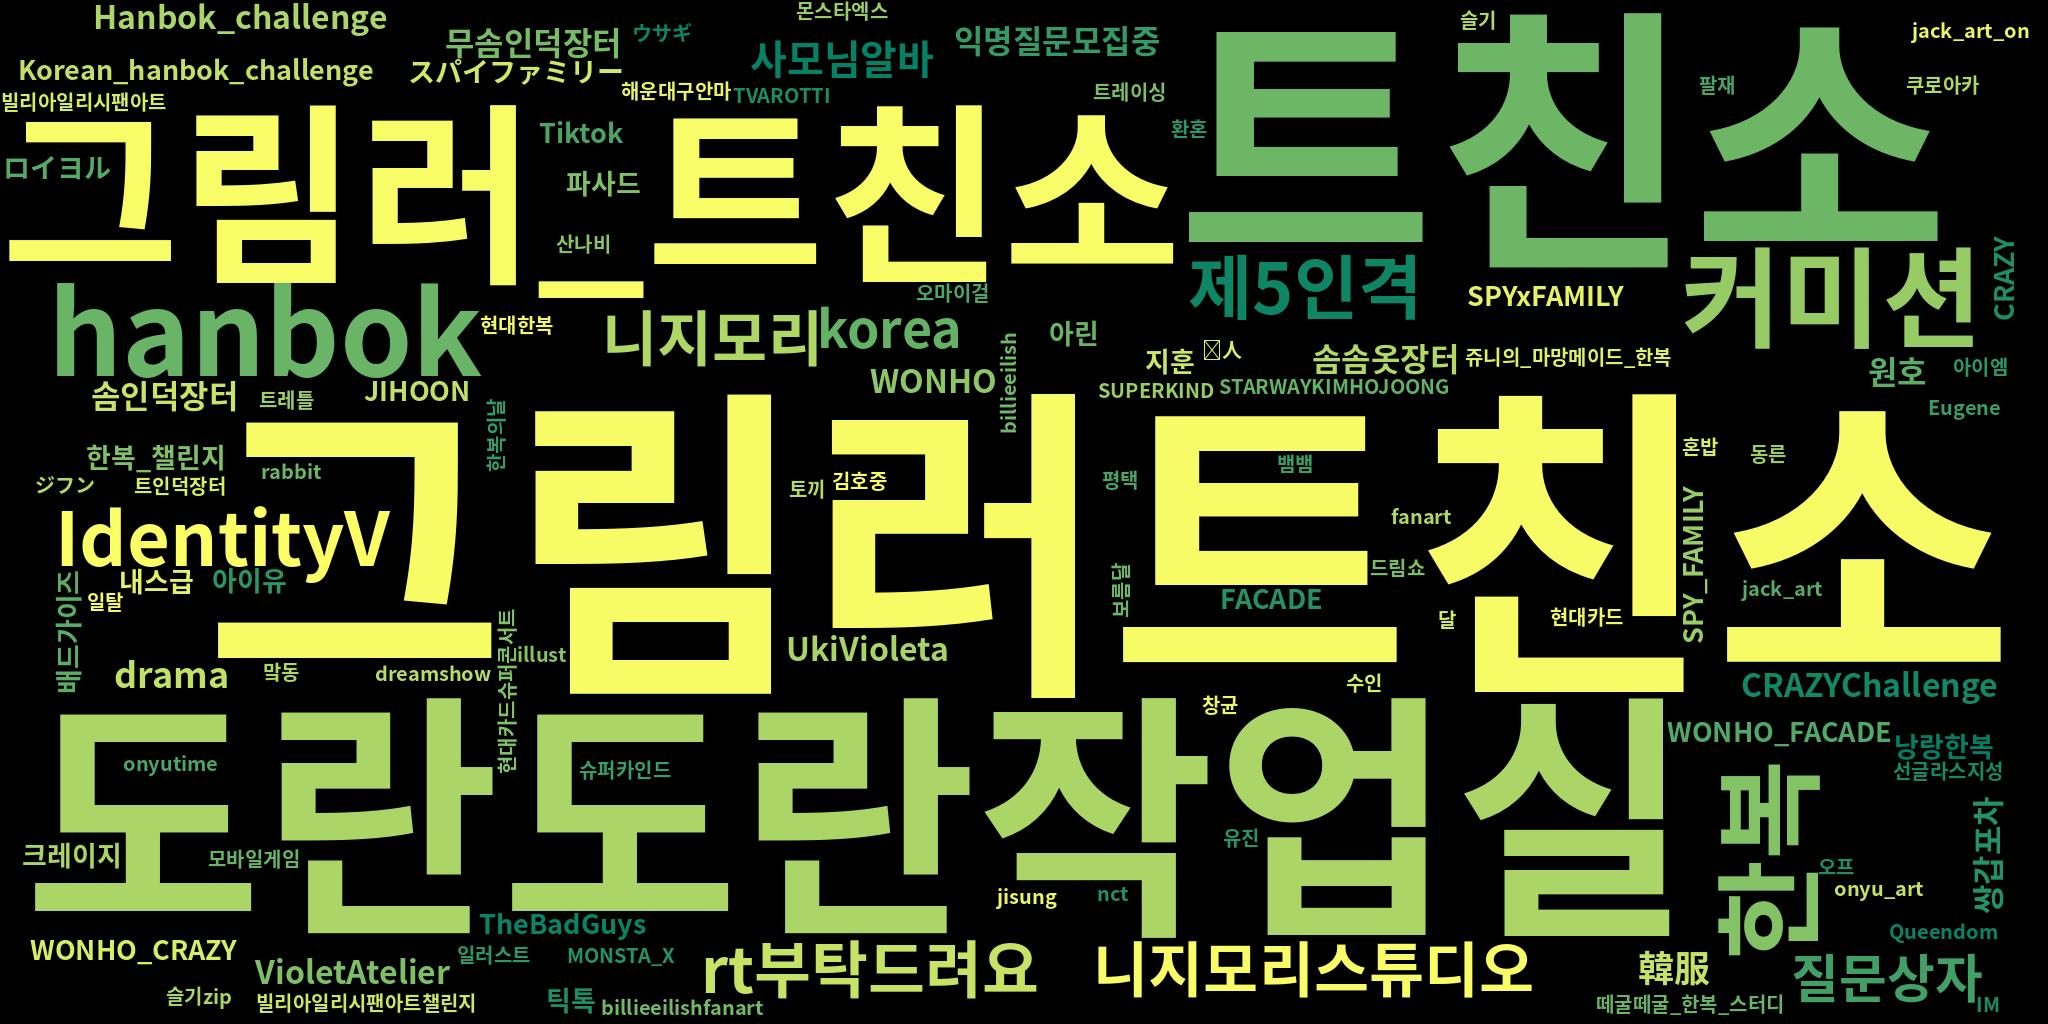 Hanbok_challenge
몬스타엑스
슬기
jack_art_on
무솜인덕장터
ウサギ
사모님알바
익명질문모집중
Korean_hanbok_challenge
スパイファミリー
해운대구안마
TVAROTTI
트레이싱
팔재
쿠로아카
빌리아일리시팬아트
트친소
그림러
트친소
Tiktok
환혼
ロイヨル
파사드
산나비
제5인격
커미션
CRAZY
hanbok
오마이걸
SPYxFAMILY
현대한복
니지모리
korea
아린
billieeilish
지훈
人
솜솜옷장터
쥬니의_마망메이드_한복
WONHO
원호
아이엠
솜인덕장터
트레틀
JIHOON
SUPERKIND
STARWAYKIMHOJOONG
Eugene
한복의날
그림러트친소
한복_챌린지
rabbit
ジフン
트인덕장터
토끼
김호중
평택
뱀뱀
혼밥
동른
fanart
IdentityV
SPY_FAMILY
내스급
아이유
일탈
배드가이즈
보름달
드림쇼
FACADE
달
현대카드
jack_art
현대카드슈퍼콘서트
illust
UkiVioleta
drama
맠동
dreamshow
수인
CRAZYChallenge
창균
도란도란작업실
WONHO_FACADE
낭랑한복
선글라스지성
onyutime
슈퍼카인드
한복
쌍갑포차
크레이지
모바일게임
유진
오프
jisung
nct
onyu_art
TheBadGuys
Queendom
WONHO_CRAZY
일러스트
MONSTA_X
rt부탁드려요
니지모리스튜디오
韓服
질문상자
VioletAtelier
슬기zip
빌리아일리시팬아트챌린지
틱톡
billieeilishfanart
떼굴떼굴_한복_스터디
IM